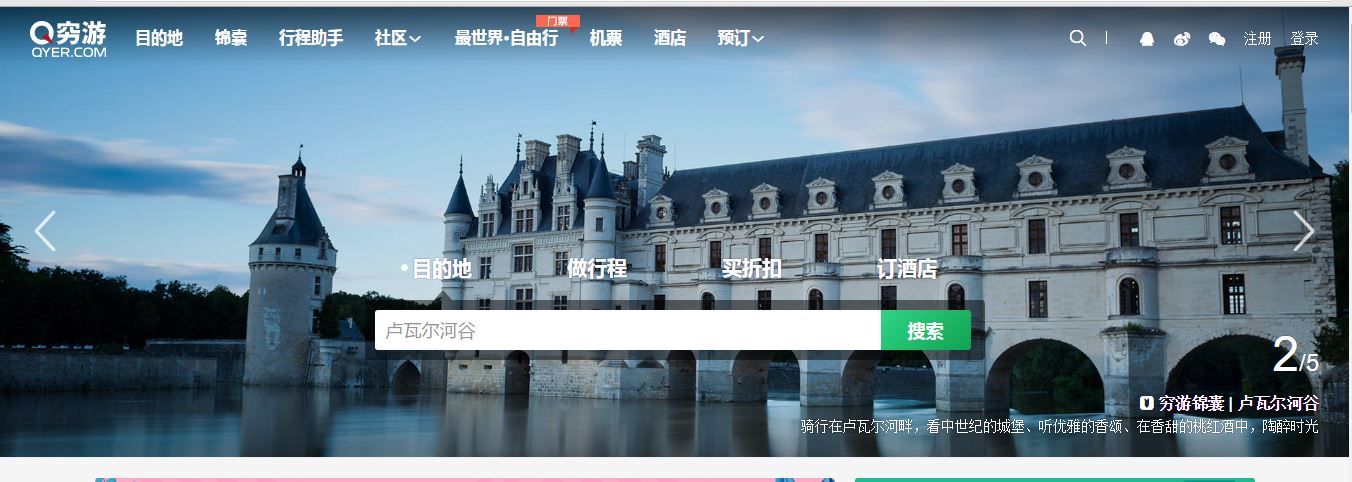 穷游
QYER.COM
目的地 锦囊 行程助手 社区 最世界·自由行 门票 机票 酒店 预订 注册 登录
目的地 做行程 买折扣 订酒店
卢瓦尔河谷 搜索
2/5
穷游锦囊 | 卢瓦尔河谷
骑行在卢瓦尔河畔，看中世纪的城堡、听优雅的香颂、在香甜的桃红酒中，陶醉时光